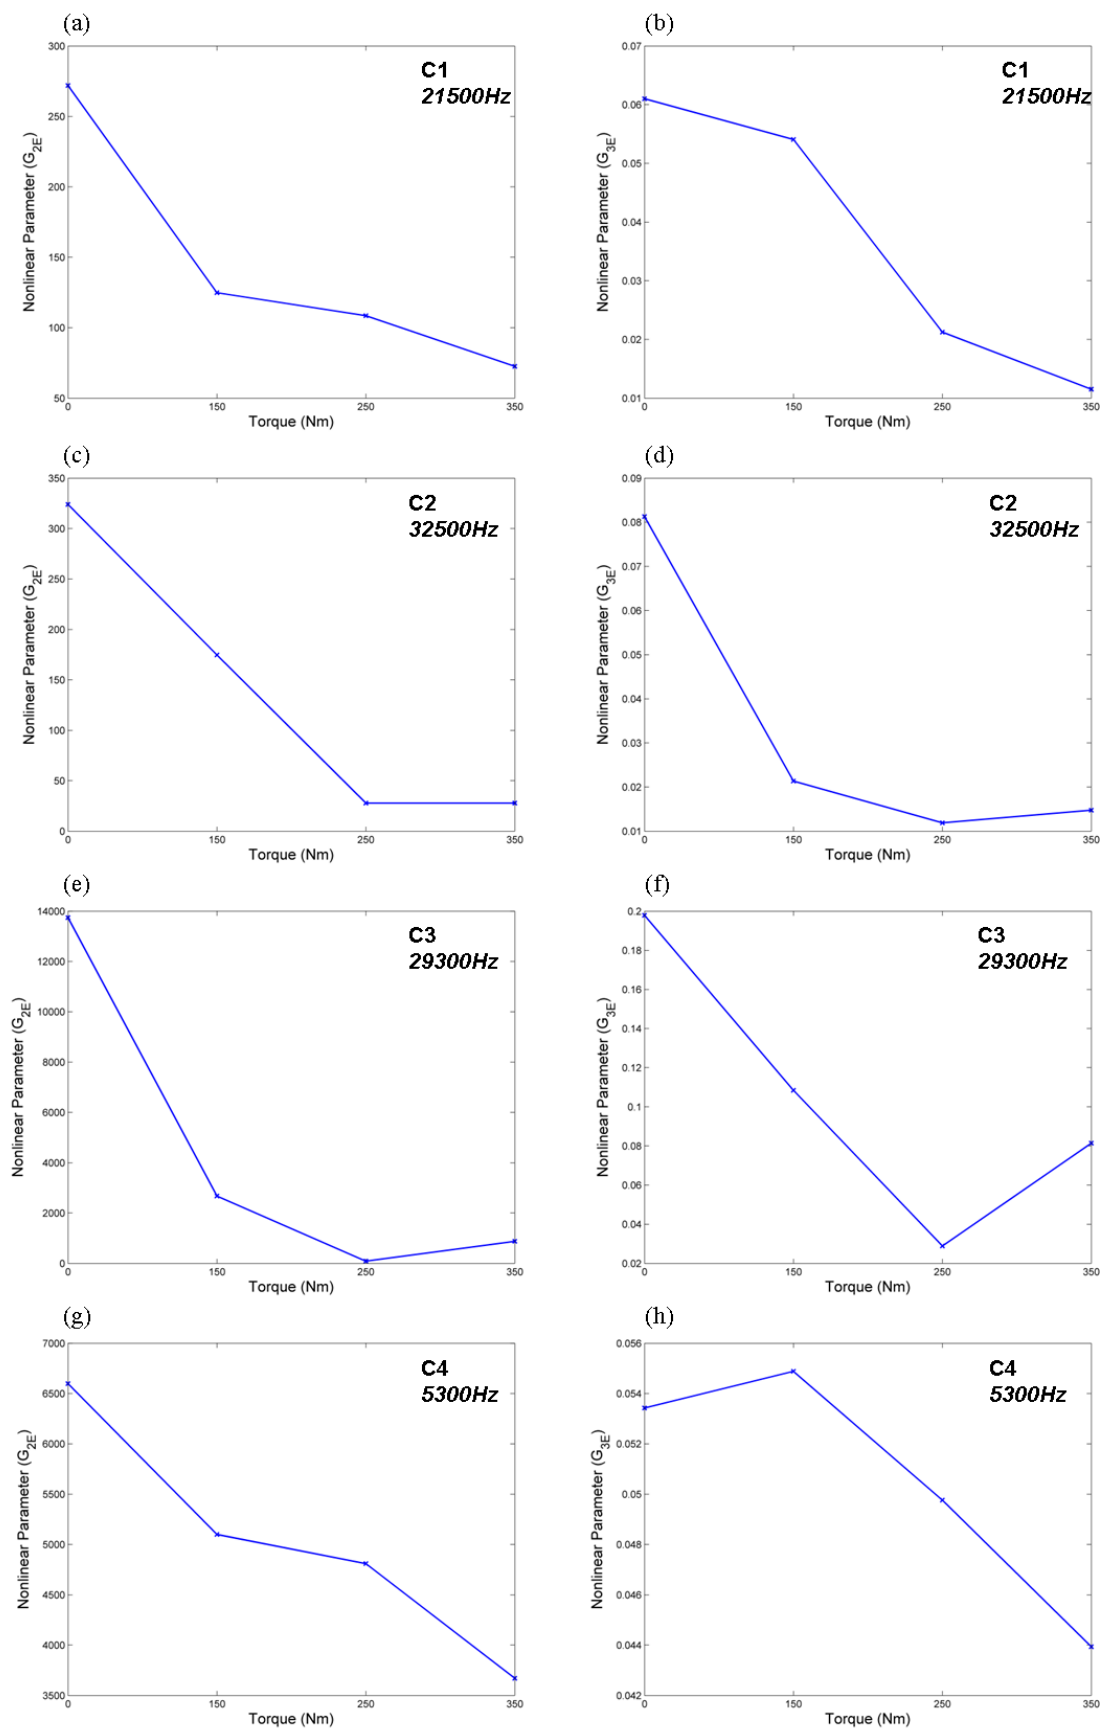 (a)
C1
21500Hz
300
250
200
150
100
50
Nonlinear Parameter (G2E)
0 150 250 350
Torque (Nm)
(b)
C1
21500Hz
0.07
0.06
0.05
0.04
0.03
0.02
0.01
Nonlinear Parameter (G3E)
0 150 250 350
Torque (Nm)
(c)
C2
32500Hz
350
300
250
200
150
100
50
0
Nonlinear Parameter (G2E)
0 150 250 350
Torque (Nm)
(d)
C2
32500Hz
0.09
0.08
0.07
0.06
0.05
0.04
0.03
0.02
0.01
Nonlinear Parameter (G3E)
0 150 250 350
Torque (Nm)
(e)
C3
29300Hz
14000
12000
10000
8000
6000
4000
2000
0
Nonlinear Parameter (G2E)
0 150 250 350
Torque (Nm)
(f)
C3
29300Hz
0.2
0.18
0.16
0.14
0.12
0.1
0.08
0.06
0.04
0.02
Nonlinear Parameter (G3E)
0 150 250 350
Torque (Nm)
(g)
C4
5300Hz
7000
6500
6000
5500
5000
4500
4000
3500
Nonlinear Parameter (G2E)
0 150 250 350
Torque (Nm)
(h)
C4
5300Hz
0.056
0.054
0.052
0.05
0.048
0.046
0.044
0.042
Nonlinear Parameter (G3E)
0 150 250 350
Torque (Nm)